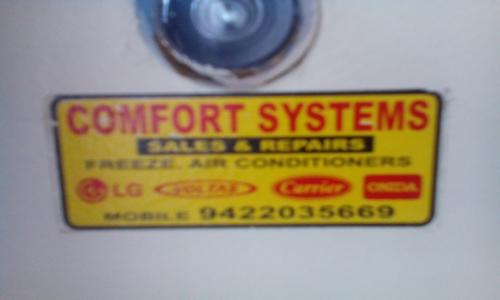 COMFORT SYSTEMS
SALES & REPAIRS
FREEZE. AIR CONDITIONERS
LG VOLTAS Carrier ONIDA
MOBILE 9422035669